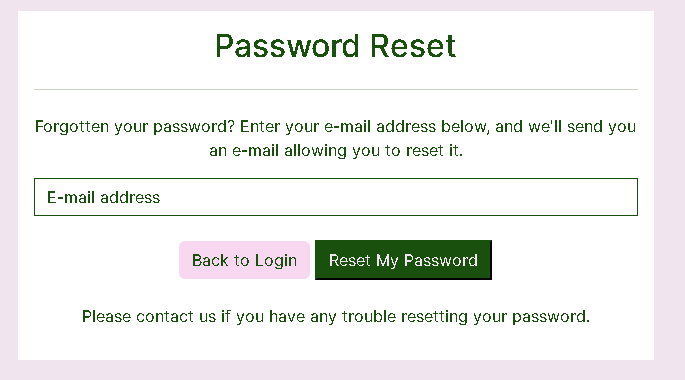 Password Reset
Forgotten your password? Enter your e-mail address below, and we'll send you
an e-mail allowing you to reset it.
E-mail address
Back to Login
Reset My Password
Please contact us if you have any trouble resetting your password.